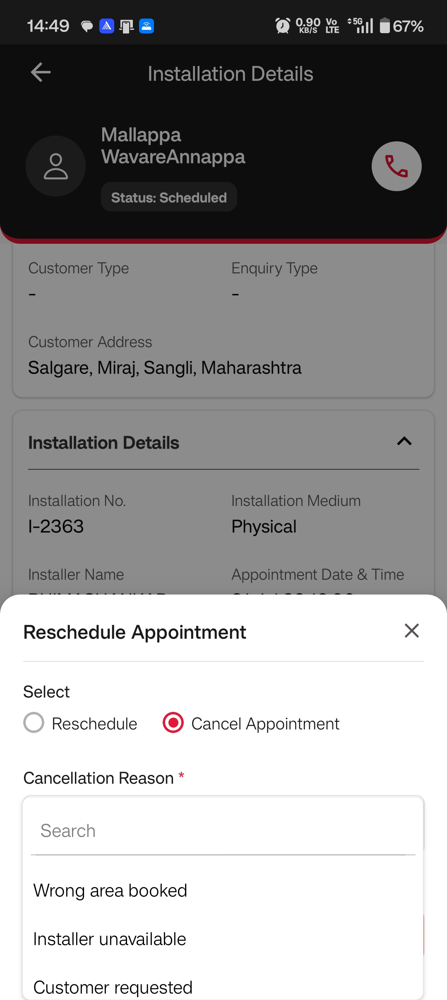 14:49
0.90 KB/S
Vo LTE
5G
67%
Installation Details
Mallappa
WavareAnnappa
Status: Scheduled
Customer Type
Enquiry Type
-
-
Customer Address
Salgare, Miraj, Sangli, Maharashtra
Installation Details
Installation No.
Installation Medium
I-2363
Physical
Installer Name
Appointment Date & Time
Reschedule Appointment
Select
Reschedule
Cancel Appointment
Cancellation Reason *
Search
Wrong area booked
Installer unavailable
Customer requested